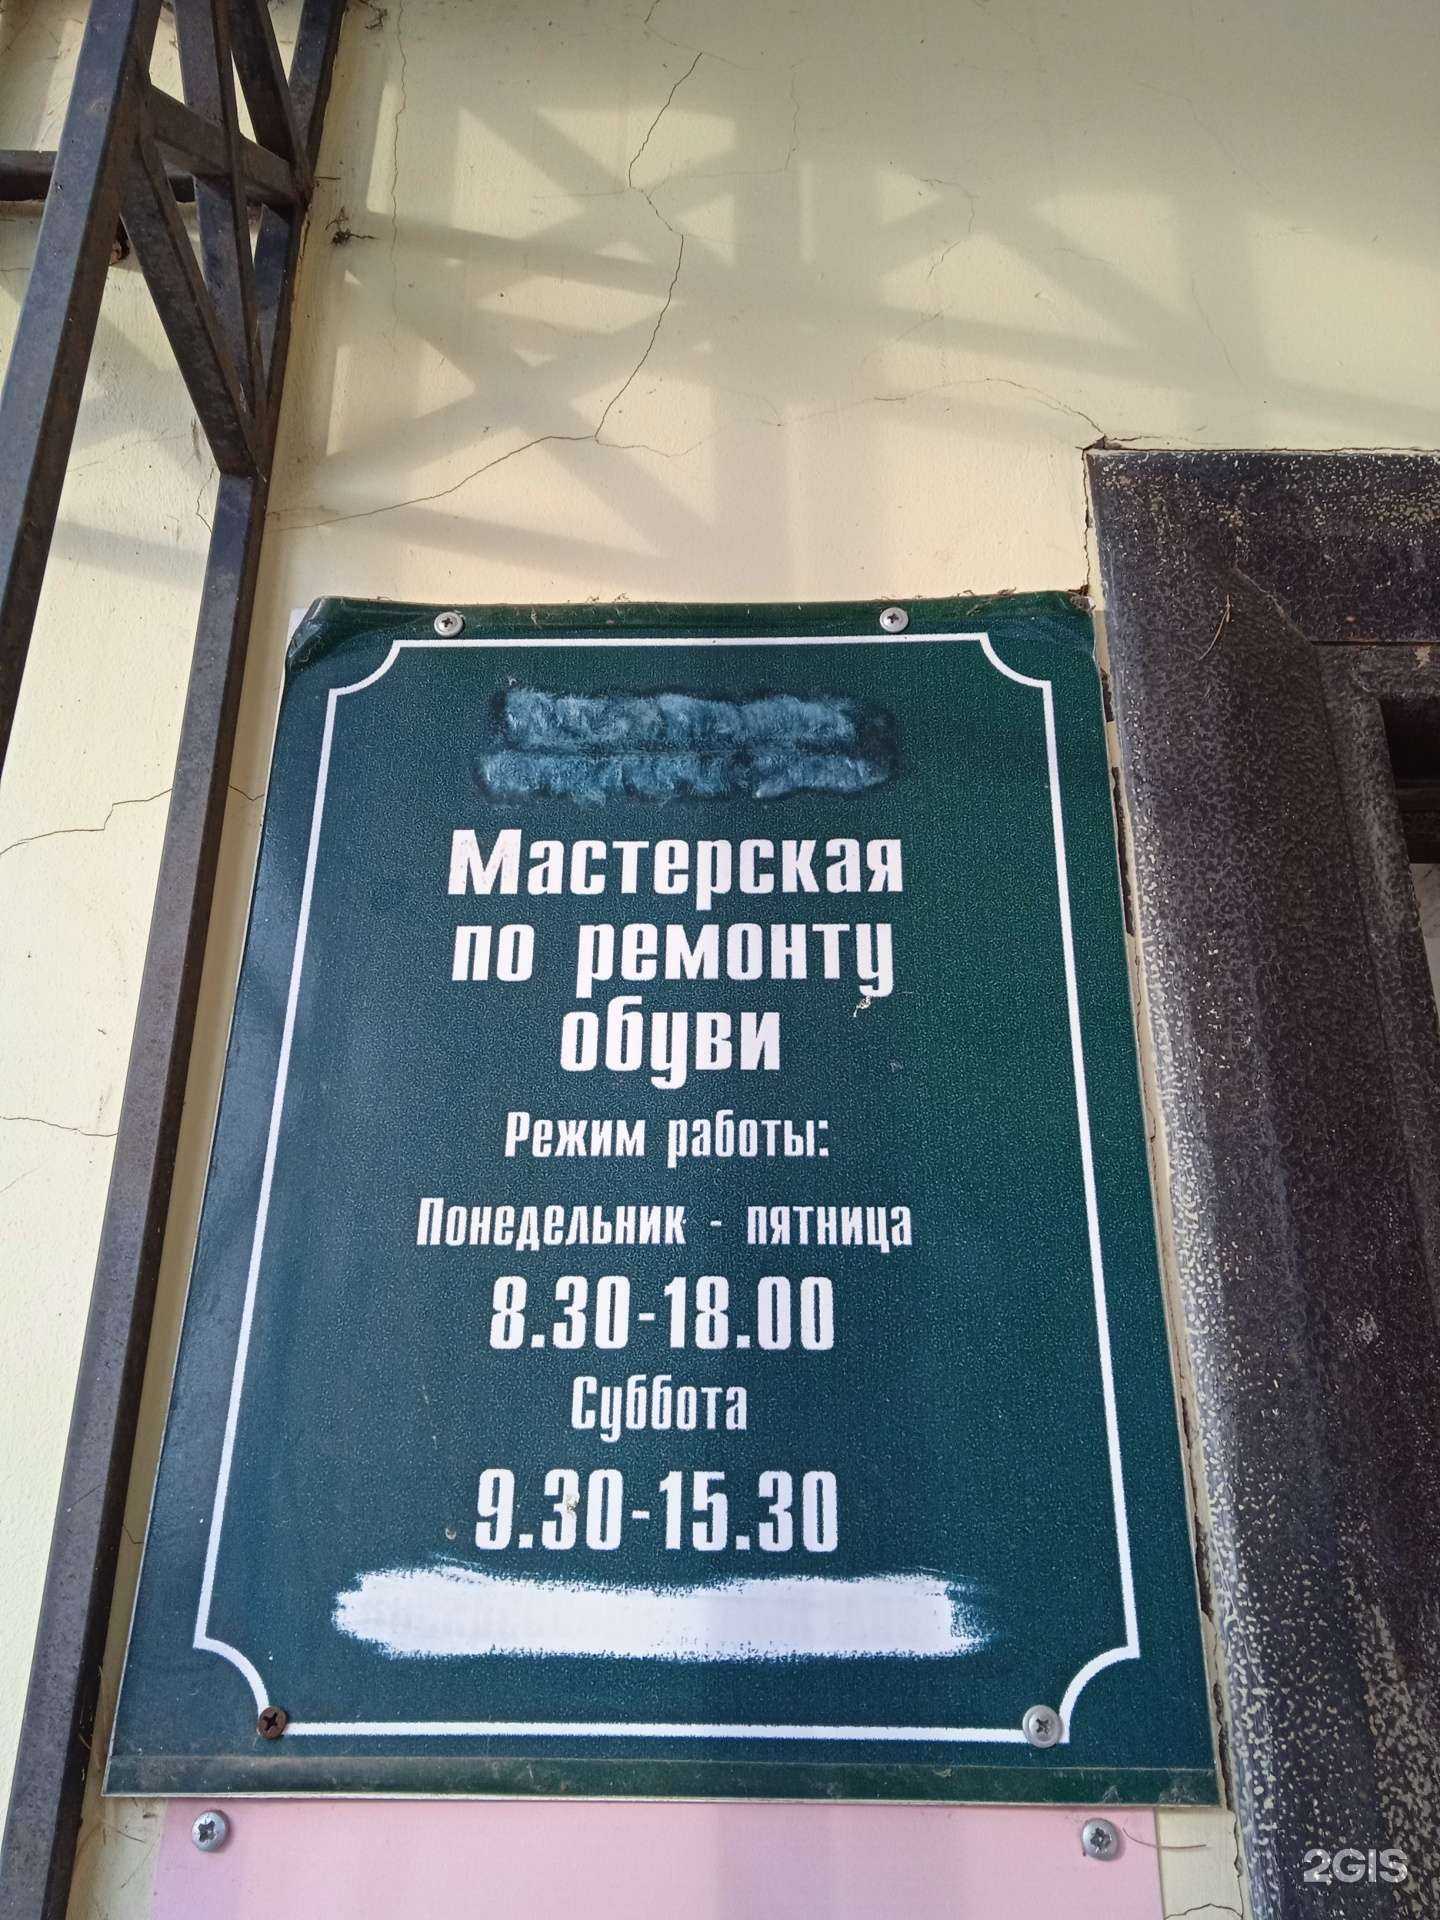 Мастерская
по ремонту
обуви
Режим работы:
Понедельник - пятница
8.30-18.00
Суббота
9.30-15.30
2GIS